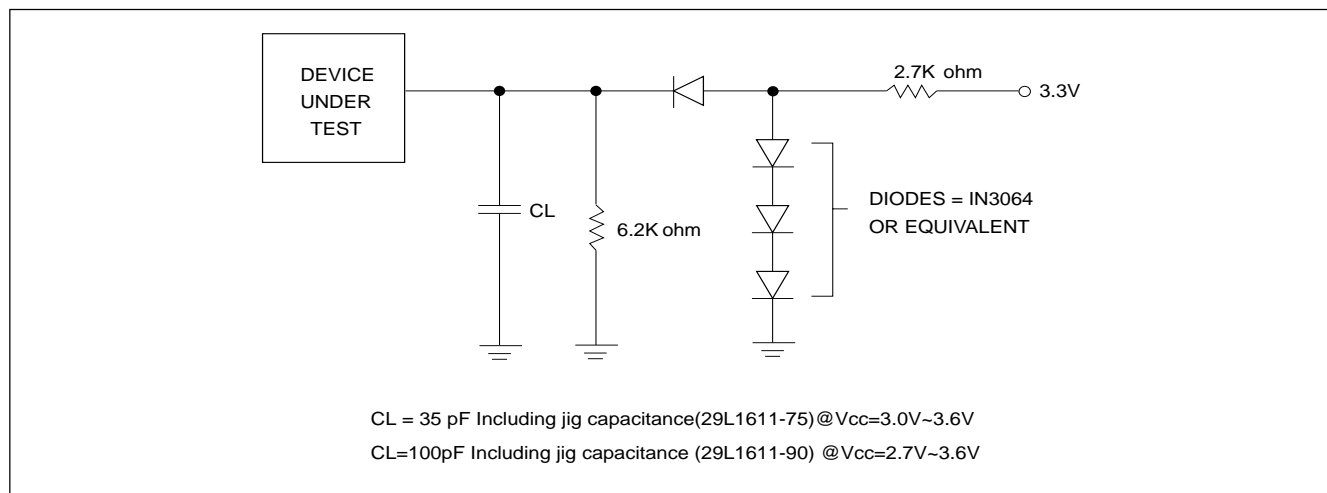 DEVICE
UNDER
TEST
2.7K ohm
3.3V
CL
6.2K ohm
DIODES = IN3064
OR EQUIVALENT
CL = 35 pF Including jig capacitance(29L1611-75)@Vcc=3.0V~3.6V
CL=100pF Including jig capacitance (29L1611-90) @Vcc=2.7V~3.6V